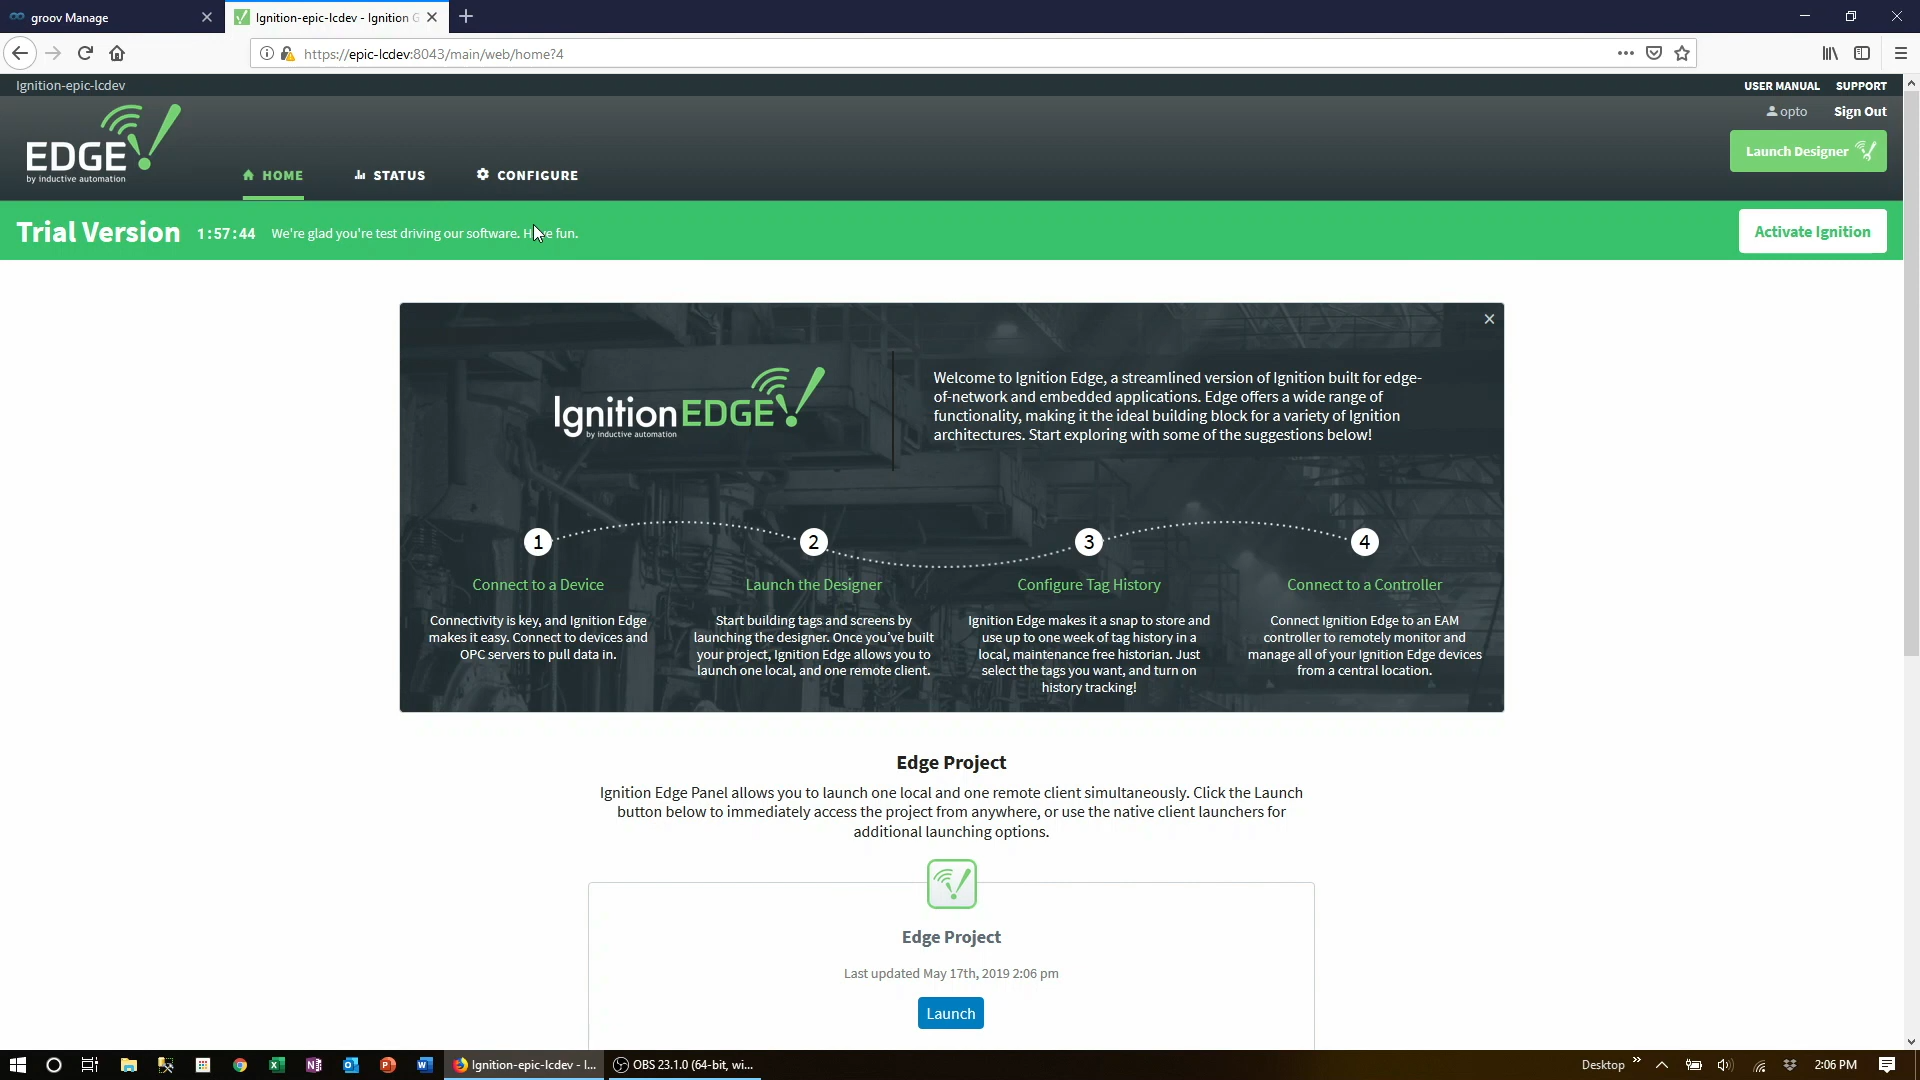 groov Manage
Ignition-epic-lcdev - Ignition G
https://epic-lcdev:8043/main/web/home?4
Ignition-epic-lcdev
USER MANUAL SUPPORT
opto Sign Out
EDGE
by inductive automation
HOME STATUS CONFIGURE
Launch Designer
Trial Version 1:57:44 We're glad you're test driving our software. H e fun.
Activate Ignition
Ignition EDGE
by inductive automation
Welcome to Ignition Edge, a streamlined version of Ignition built for edge-
of-network and embedded applications. Edge offers a wide range of
functionality, making it the ideal building block for a variety of Ignition
architectures. Start exploring with some of the suggestions below!
1
Connect to a Device
Connectivity is key, and Ignition Edge
makes it easy. Connect to devices and
OPC servers to pull data in.
2
Launch the Designer
Start building tags and screens by
launching the designer. Once you've built
your project, Ignition Edge allows you to
launch one local, and one remote client.
3
Configure Tag History
Ignition Edge makes it a snap to store and
use up to one week of tag history in a
local, maintenance free historian. Just
select the tags you want, and turn on
history tracking!
4
Connect to a Controller
Connect Ignition Edge to an EAM
controller to remotely monitor and
manage all of your Ignition Edge devices
from a central location.
Edge Project
Ignition Edge Panel allows you to launch one local and one remote client simultaneously. Click the Launch
button below to immediately access the project from anywhere, or use the native client launchers for
additional launching options.
Edge Project
Last updated May 17th, 2019 2:06 pm
Launch
Ignition-epic-lcdev - I...
OBS 23.1.0 (64-bit, wi...
Desktop
2:06 PM